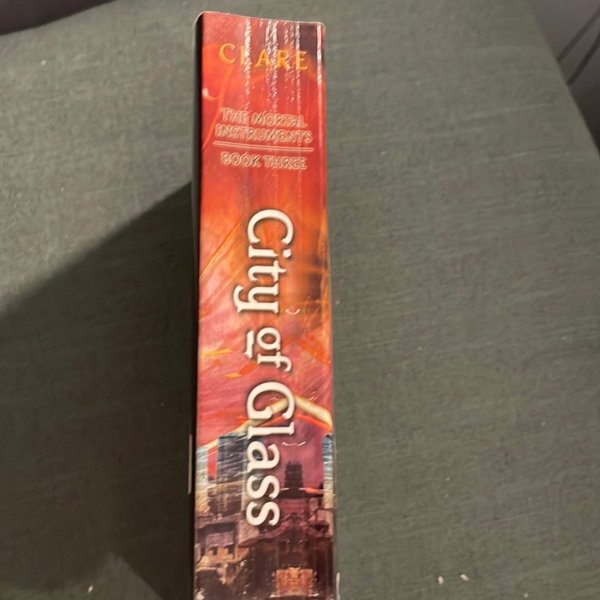 CLARE
THE MORTAL
INSTRUMENTS
BOOK THREE
City of Glass